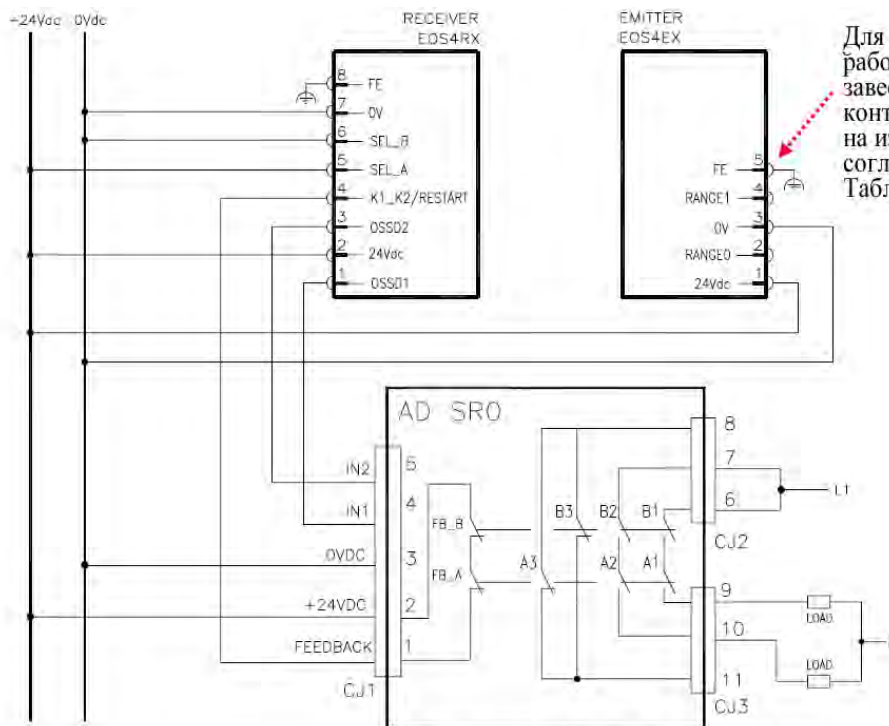 +24Vdc 0Vdc
RECEIVER
EOS4RX
EMITTER
EOS4EX
Для
рабо
заве
конт
на из
согл
Табл
8 FE
7 0V
6 SEL_B
5 SEL_A
4 K1_K2/RESTART
3 OSSD2
2 24Vdc
1 OSSD1
FE 5
RANGE1 4
0V 3
RANGE0 2
24Vdc 1
AD SR0
IN2 5
IN1 4
0VDC 3
+24VDC 2
FEEDBACK 1
CJ1
FB_B
FB_A
A3
B3
B2
B1
A2
A1
8
7
6
L1
CJ2
9
10
11
LOAD
LOAD
CJ3